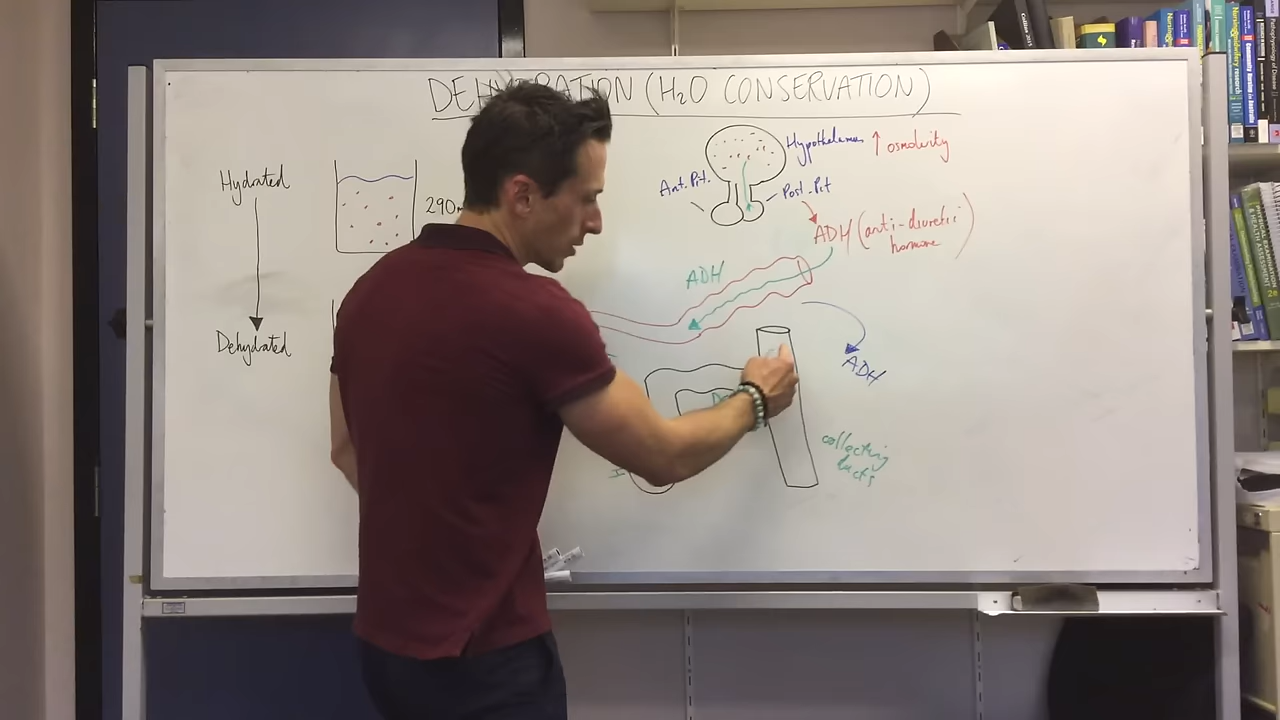 DEHYDRATION (H₂O CONSERVATION)
Hydrated
290
Dehydrated
Hypothalamus ↑ osmolarity
Ant. Pit.
Post. Pit
ADH (anti-diuretic
hormone)
ADH
ADH
collecting
ducts